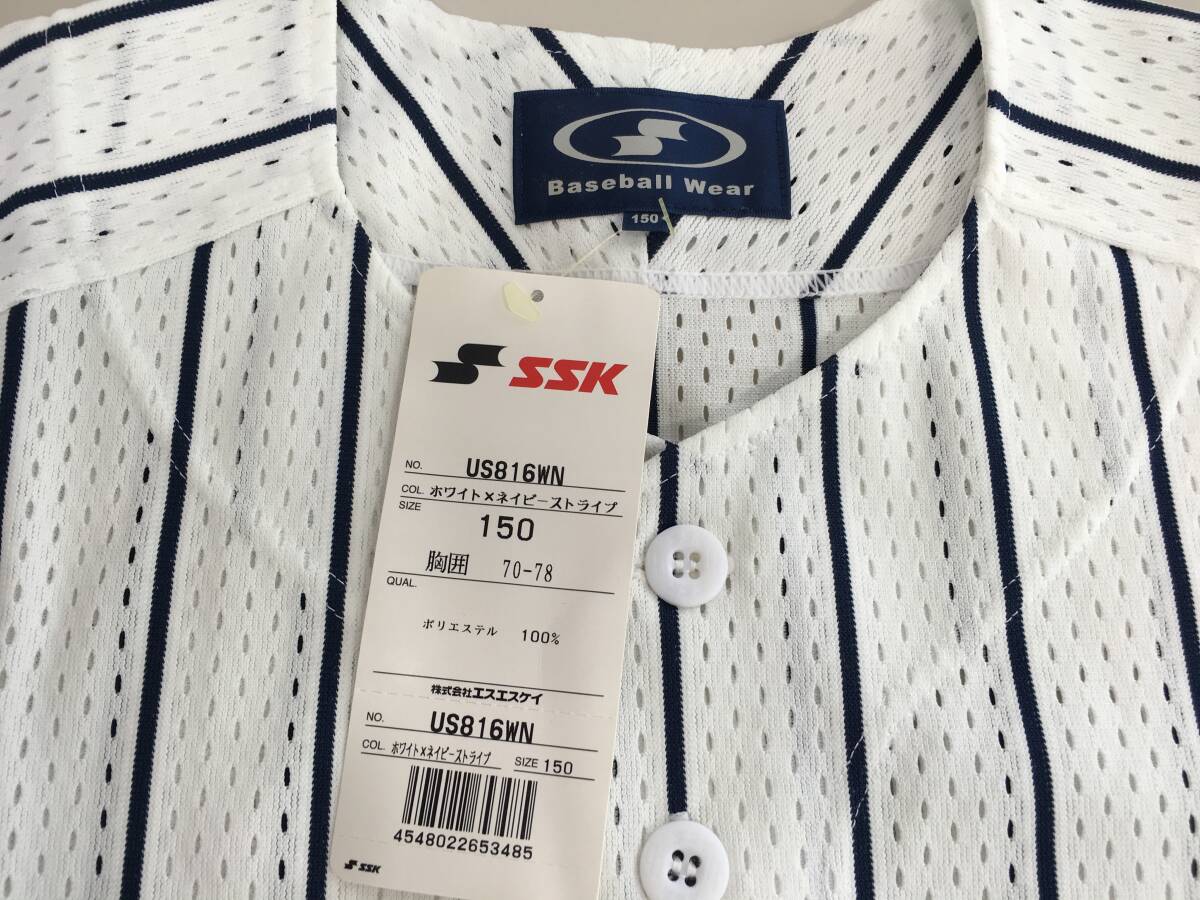 Baseball Wear
150
SSK
NO. US816WN
COL. ホワイト×ネイビーストライプ
SIZE
150
胸囲 70-78
QUAL.
ポリエステル 100%
株式会社エスエスケイ
NO. US816WN
COL. ホワイト×ネイビーストライプ SIZE 150
4548022653485
SSK